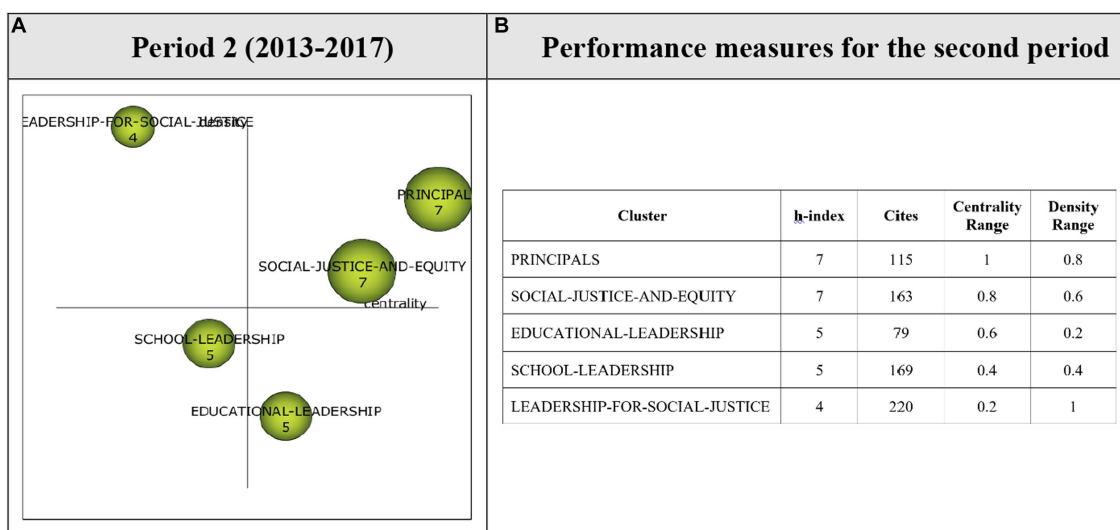 A
Period 2 (2013-2017)
EADERSHIP-FOR-SOCIAL-JUSTICE
density
4
PRINCIPAL
7
SOCIAL-JUSTICE-AND-EQUITY
7
centrality
SCHOOL-LEADERSHIP
5
EDUCATIONAL-LEADERSHIP
5
B
Performance measures for the second period
Cluster h-index Cites Centrality Range Density Range
PRINCIPALS 7 115 1 0.8
SOCIAL-JUSTICE-AND-EQUITY 7 163 0.8 0.6
EDUCATIONAL-LEADERSHIP 5 79 0.6 0.2
SCHOOL-LEADERSHIP 5 169 0.4 0.4
LEADERSHIP-FOR-SOCIAL-JUSTICE 4 220 0.2 1